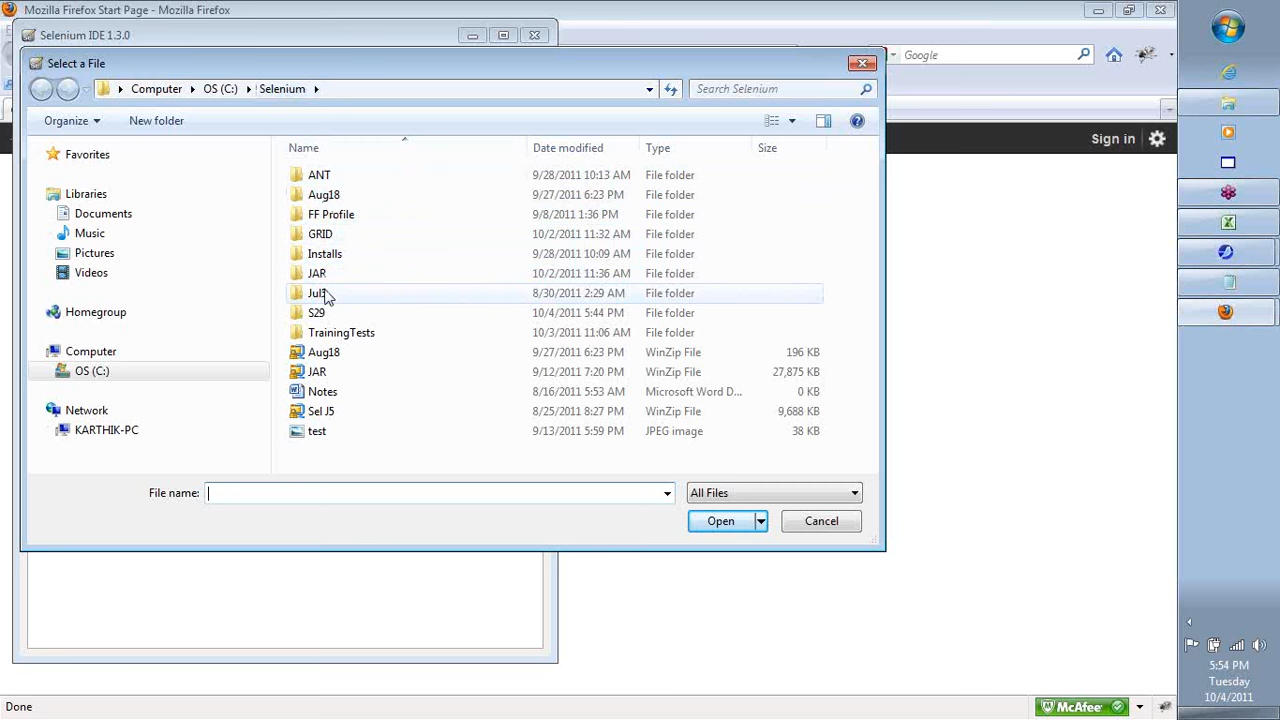 Mozilla Firefox Start Page - Mozilla Firefox
Selenium IDE 1.3.0
Select a File
Google
Computer OS (C:) Selenium
Search Selenium
Organize New folder
Sign in
Name Date modified Type Size
Favorites
Libraries
Documents
Music
Pictures
Videos
Homegroup
Computer
OS (C:)
Network
KARTHIK-PC
ANT 9/28/2011 10:13 AM File folder
Aug18 9/27/2011 6:23 PM File folder
FF Profile 9/8/2011 1:36 PM File folder
GRID 10/2/2011 11:32 AM File folder
Installs 9/28/2011 10:09 AM File folder
JAR 10/2/2011 11:36 AM File folder
Jul5 8/30/2011 2:29 AM File folder
S29 10/4/2011 5:44 PM File folder
TrainingTests 10/3/2011 11:06 AM File folder
Aug18 9/27/2011 6:23 PM WinZip File 196 KB
JAR 9/12/2011 7:20 PM WinZip File 27,875 KB
Notes 8/16/2011 5:53 AM Microsoft Word D... 0 KB
Sel J5 8/25/2011 8:27 PM WinZip File 9,688 KB
test 9/13/2011 5:59 PM JPEG image 38 KB
File name: All Files
Open Cancel
Done
McAfee
5:54 PM
Tuesday
10/4/2011